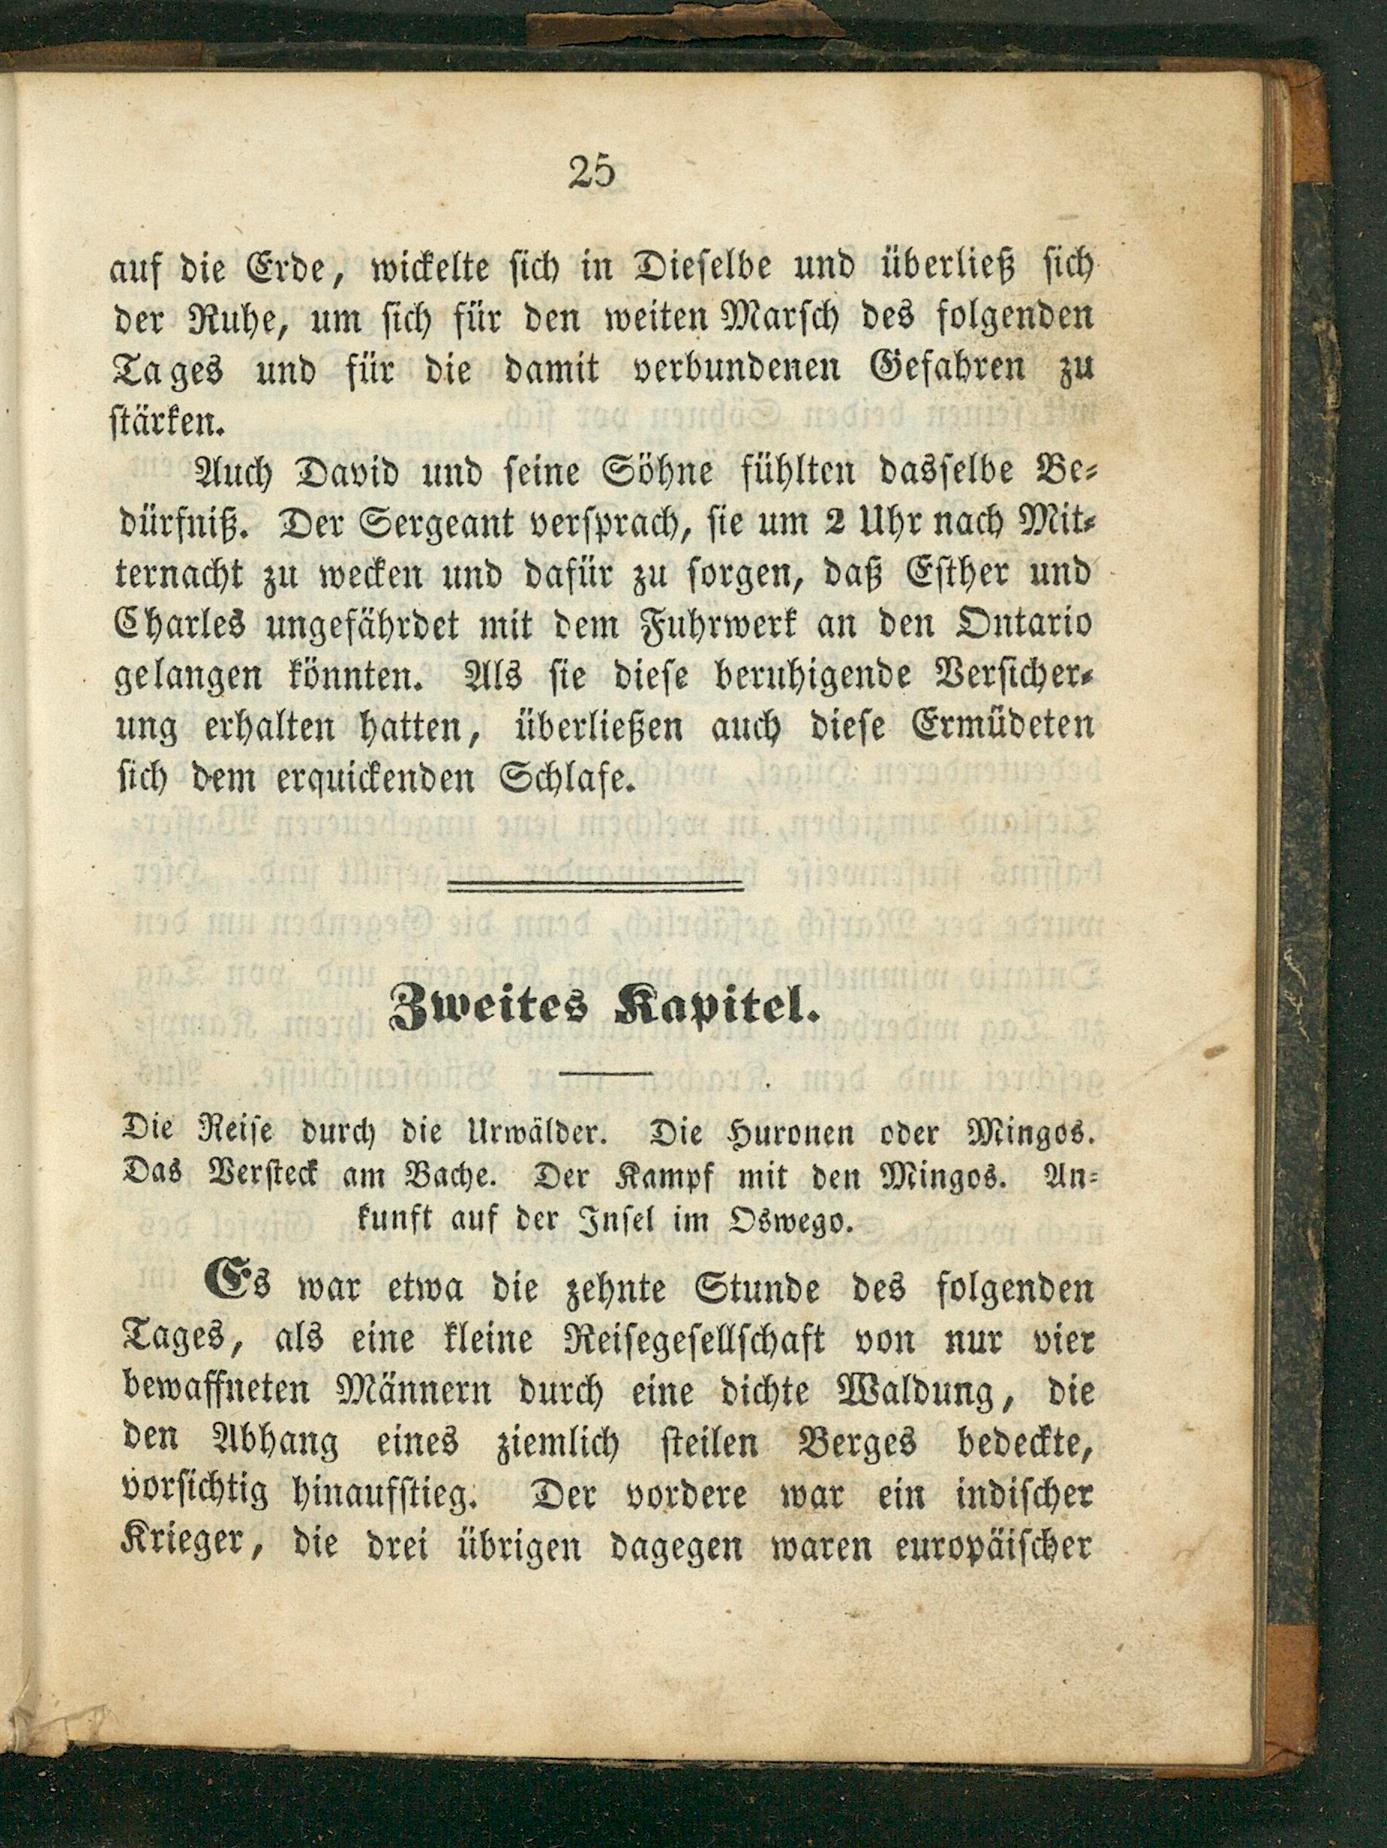 25
auf die Erde, wickelte sich in Dieselbe und überließ sich
der Ruhe, um sich für den weiten Marsch des folgenden
Tages und für die damit verbundenen Gefahren zu
stärken.
Auch David und seine Söhne fühlten dasselbe Be-
dürfniß. Der Sergeant versprach, sie um 2 Uhr nach Mit-
ternacht zu wecken und dafür zu sorgen, daß Esther und
Charles ungefährdet mit dem Fuhrwerk an den Ontario
gelangen könnten. Als sie diese beruhigende Versicher-
ung erhalten hatten, überließen auch diese Ermüdeten
sich dem erquickenden Schlafe.
Zweites Kapitel.
Die Reise durch die Urwälder. Die Huronen oder Mingos.
Das Versteck am Bache. Der Kampf mit den Mingos. An-
kunft auf der Insel im Oswego.
Es war etwa die zehnte Stunde des folgenden
Tages, als eine kleine Reisegesellschaft von nur vier
bewaffneten Männern durch eine dichte Waldung, die
den Abhang eines ziemlich steilen Berges bedeckte,
vorsichtig hinaufstieg. Der vordere war ein indischer
Krieger, die drei übrigen dagegen waren europäischer